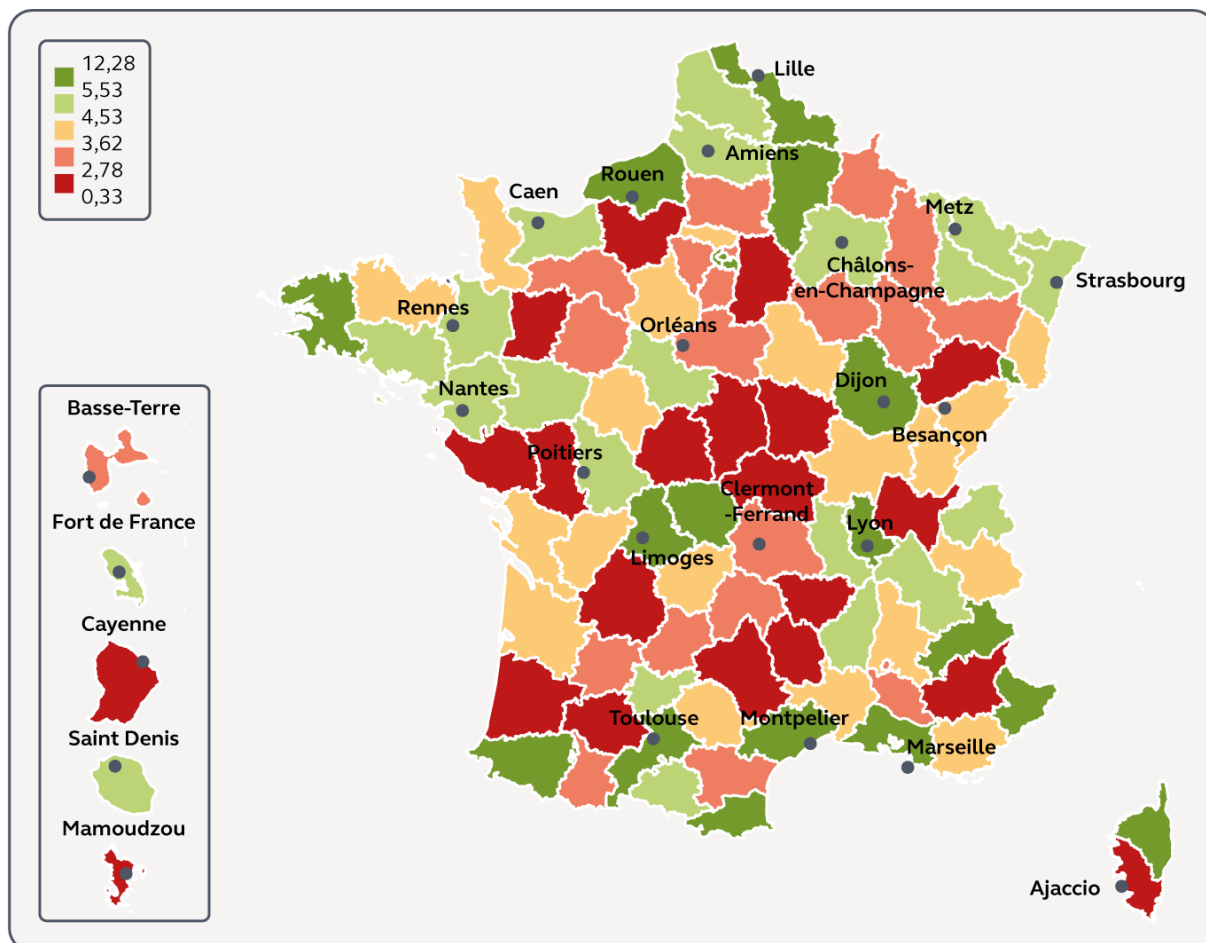 12,28
5,53
4,53
3,62
2,78
0,33
Lille
Amiens
Rouen
Caen
Metz
Châlons-
en-Champagne
Strasbourg
Rennes
Orléans
Nantes
Dijon
Besançon
Poitiers
Clermont
-Ferrand
Lyon
Limoges
Toulouse
Montpelier
Marseille
Ajaccio
Basse-Terre
Fort de France
Cayenne
Saint Denis
Mamoudzou